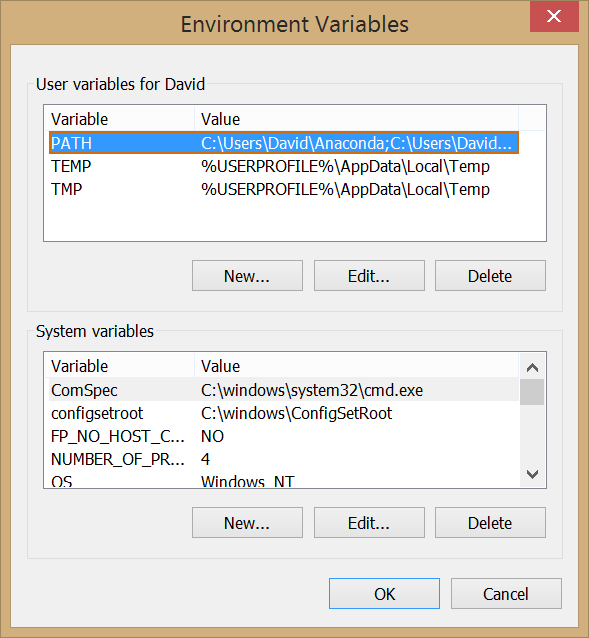 Environment Variables
User variables for David
Variable Value
PATH C:\Users\David\Anaconda;C:\Users\David...
TEMP %USERPROFILE%\AppData\Local\Temp
TMP %USERPROFILE%\AppData\Local\Temp
New... Edit... Delete
System variables
Variable Value
ComSpec C:\windows\system32\cmd.exe
configsetroot C:\windows\ConfigSetRoot
FP_NO_HOST_C... NO
NUMBER_OF_PR... 4
OS Windows_NT
New... Edit... Delete
OK Cancel